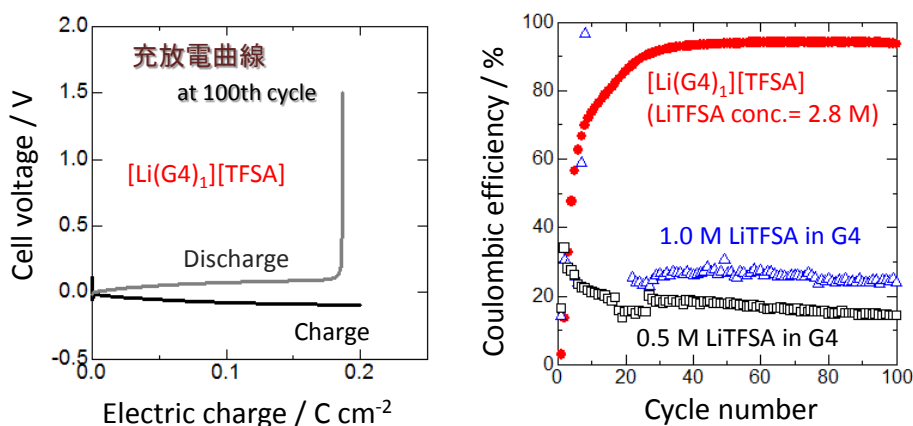 充放電曲線
at 100th cycle
[Li(G4)₁][TFSA]
Discharge
Charge
Cell voltage / V
2.0
1.5
1.0
0.5
0.0
-0.5
0.0
0.1
0.2
Electric charge / C cm⁻²
[Li(G4)₁][TFSA]
(LiTFSA conc.= 2.8 M)
1.0 M LiTFSA in G4
0.5 M LiTFSA in G4
Coulombic efficiency / %
100
80
60
40
20
0
0
20
40
60
80
100
Cycle number